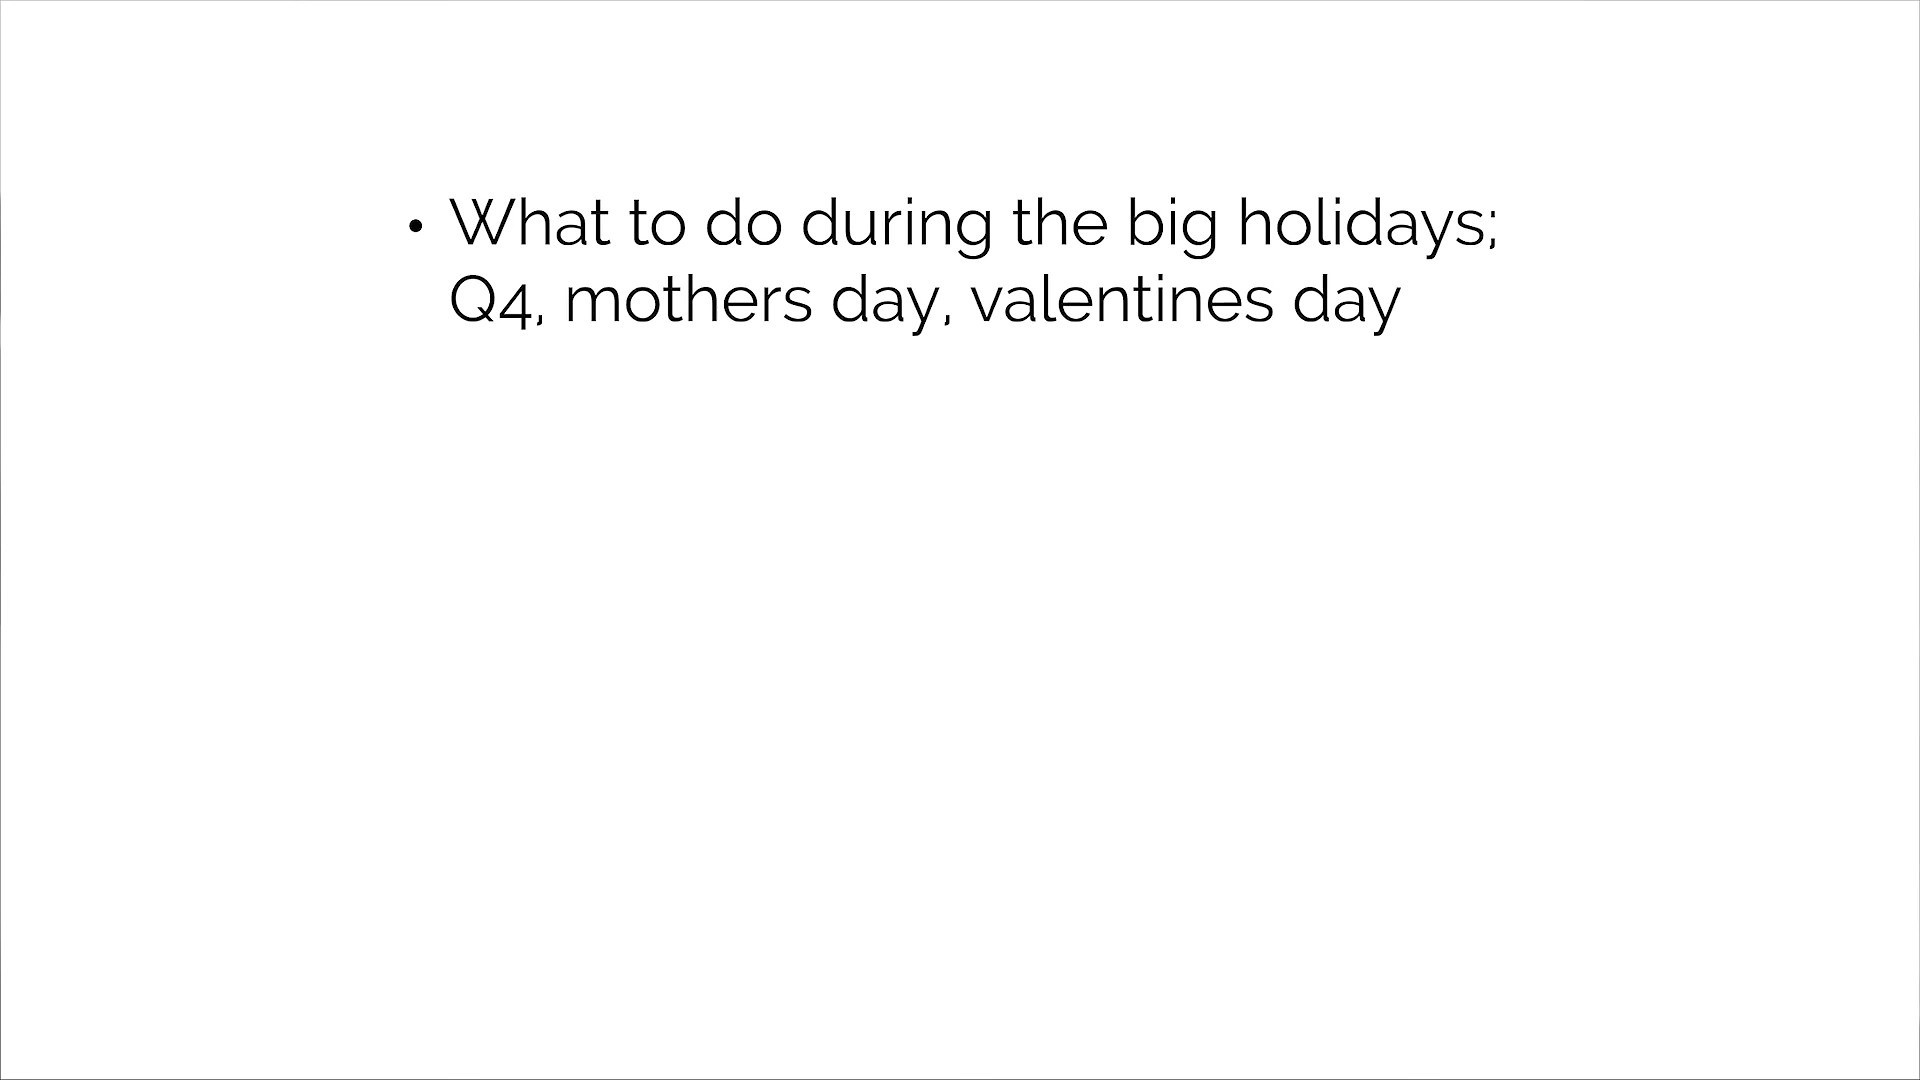 • What to do during the big holidays;
Q4, mothers day, valentines day